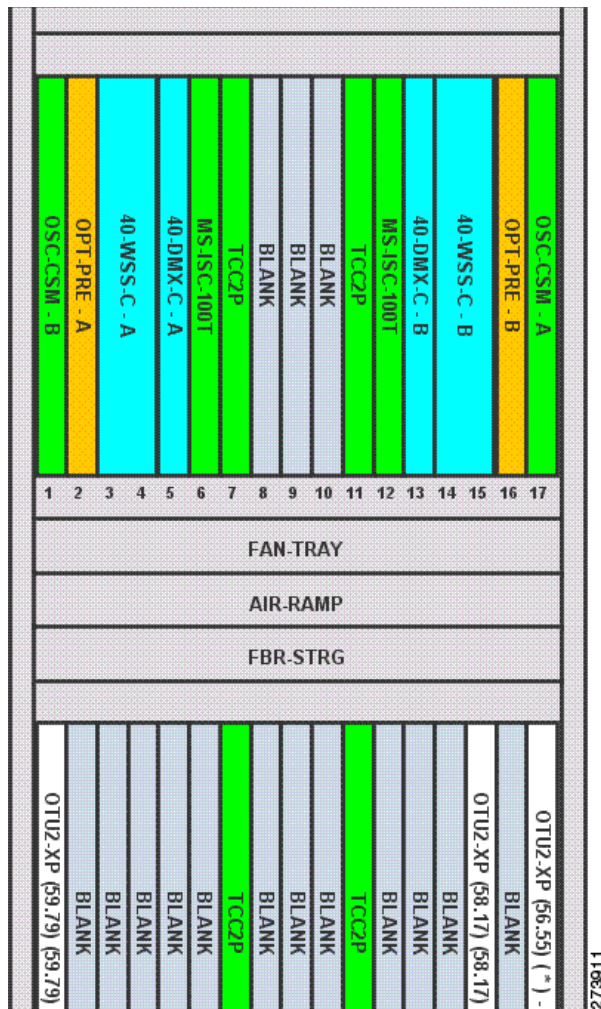 OSC-CSM - B
OPT-PRE - A
40-WSS-C - A
40-DMX-C - A
MS-ISC-100T
TCC2P
BLANK
BLANK
BLANK
TCC2P
MS-ISC-100T
40-DMX-C - B
40-WSS-C - B
OPT-PRE - B
OSC-CSM - A
1 2 3 4 5 6 7 8 9 10 11 12 13 14 15 16 17
FAN-TRAY
AIR-RAMP
FBR-STRG
OTU2-XP (59.79) (59.79)
BLANK
BLANK
BLANK
BLANK
BLANK
TCC2P
BLANK
BLANK
BLANK
TCC2P
BLANK
BLANK
BLANK
OTU2-XP (58.17) (58.17)
BLANK
OTU2-XP (56.55) ( * ) -
273911